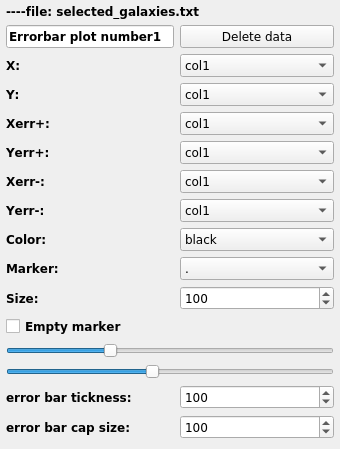 ----file: selected_galaxies.txt
Errorbar plot number1 Delete data
X: col1
Y: col1
Xerr+: col1
Yerr+: col1
Xerr-: col1
Yerr-: col1
Color: black
Marker: .
Size: 100
Empty marker
error bar tickness: 100
error bar cap size: 100